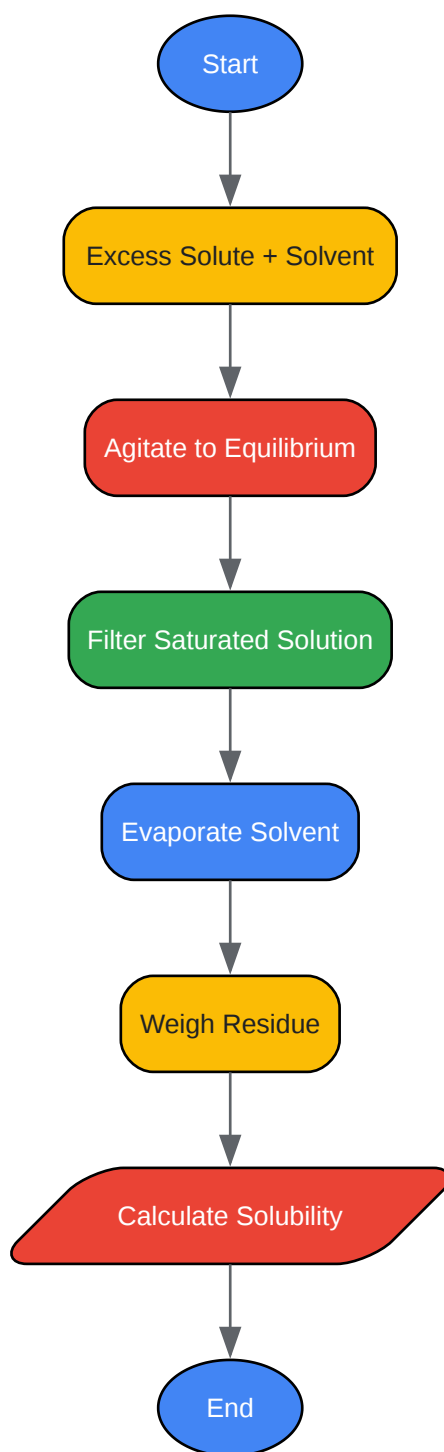 Start
Excess Solute + Solvent
Agitate to Equilibrium
Filter Saturated Solution
Evaporate Solvent
Weigh Residue
Calculate Solubility
End